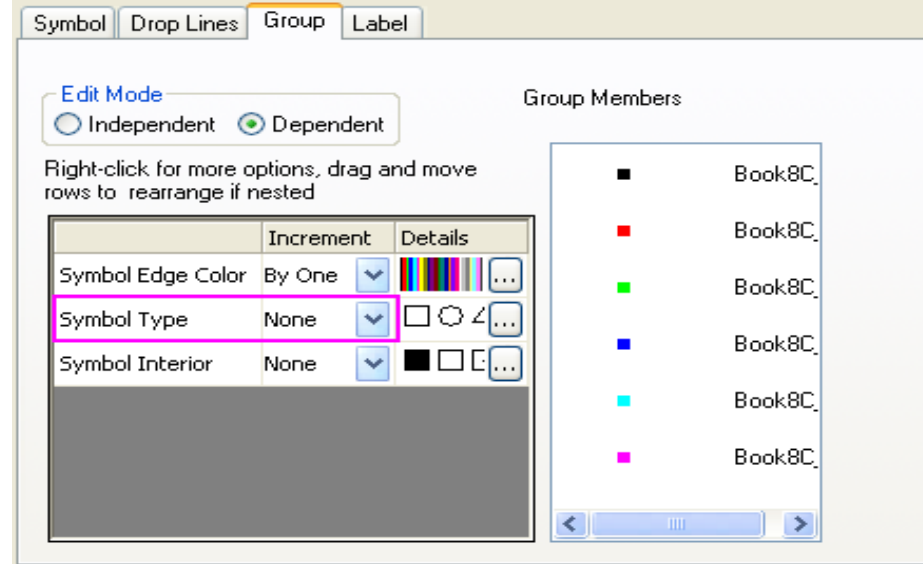 Symbol Drop Lines Group Label
Edit Mode
Independent Dependent
Group Members
Right-click for more options, drag and move
rows to rearrange if nested
Increment Details
Symbol Edge Color By One ...
Symbol Type None ...
Symbol Interior None ...
Book8C_
Book8C_
Book8C_
Book8C_
Book8C_
Book8C_